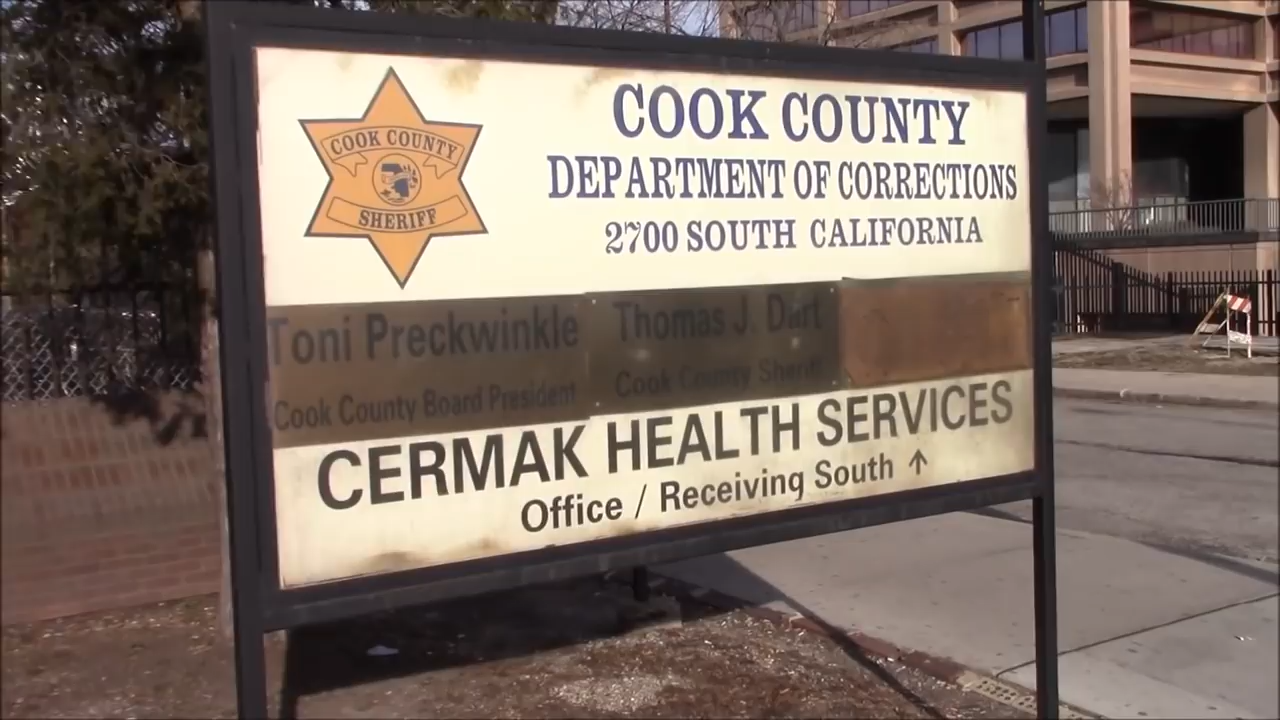 COOK COUNTY
SHERIFF
COOK COUNTY
DEPARTMENT OF CORRECTIONS
2700 SOUTH CALIFORNIA
Toni Preckwinkle
Cook County Board President
Thomas J. Dart
Cook County Sheriff
CERMAK HEALTH SERVICES
Office / Receiving South ↑